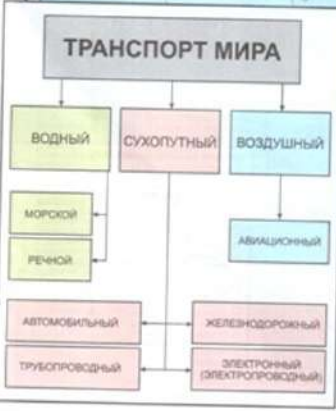 ТРАНСПОРТ МИРА
ВОДНЫЙ
СУХОПУТНЫЙ
ВОЗДУШНЫЙ
МОРСКОЙ
РЕЧНОЙ
АВИАЦИОННЫЙ
АВТОМОБИЛЬНЫЙ
ЖЕЛЕЗНОДОРОЖНЫЙ
ТРУБОПРОВОДНЫЙ
ЭЛЕКТРОННЫЙ
(ЭЛЕКТРОПРОВОДНЫЙ)